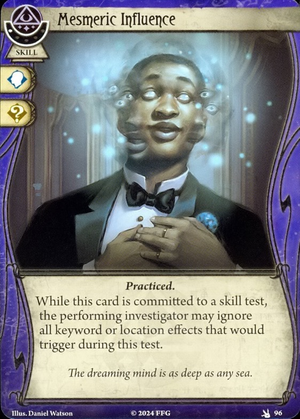 Mesmeric Influence
SKILL
Practiced.
While this card is committed to a skill test,
the performing investigator may ignore
all keyword or location effects that would
trigger during this test.
The dreaming mind is as deep as any sea.
Illus. Daniel Watson
© 2024 FFG
96